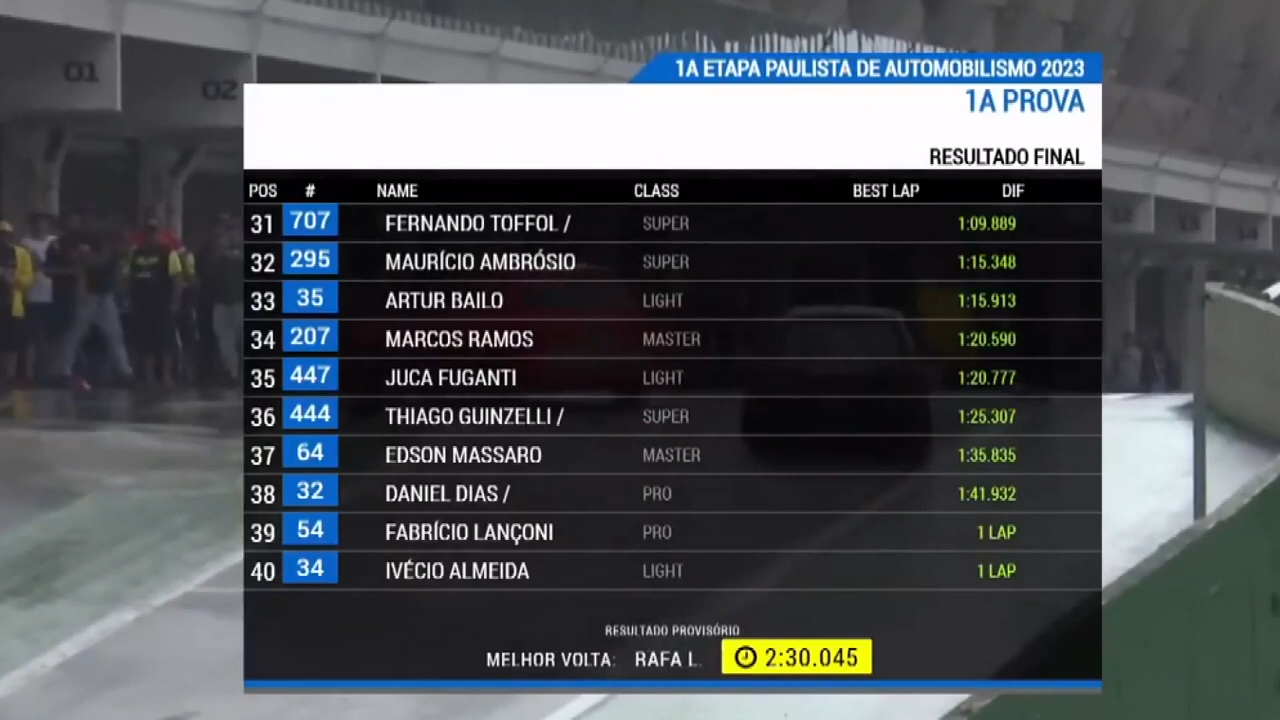 01
02
1A ETAPA PAULISTA DE AUTOMOBILISMO 2023
1A PROVA
RESULTADO FINAL
POS # NAME CLASS BEST LAP DIF
31 707 FERNANDO TOFFOL / SUPER 1:09.889
32 295 MAURÍCIO AMBRÓSIO SUPER 1:15.348
33 35 ARTUR BAILO LIGHT 1:15.913
34 207 MARCOS RAMOS MASTER 1:20.590
35 447 JUCA FUGANTI LIGHT 1:20.777
36 444 THIAGO GUINZELLI / SUPER 1:25.307
37 64 EDSON MASSARO MASTER 1:35.835
38 32 DANIEL DIAS / PRO 1:41.932
39 54 FABRÍCIO LANÇONI PRO 1 LAP
40 34 IVÉCIO ALMEIDA LIGHT 1 LAP
RESULTADO PROVISÓRIO
MELHOR VOLTA: RAFA L. 2:30.045